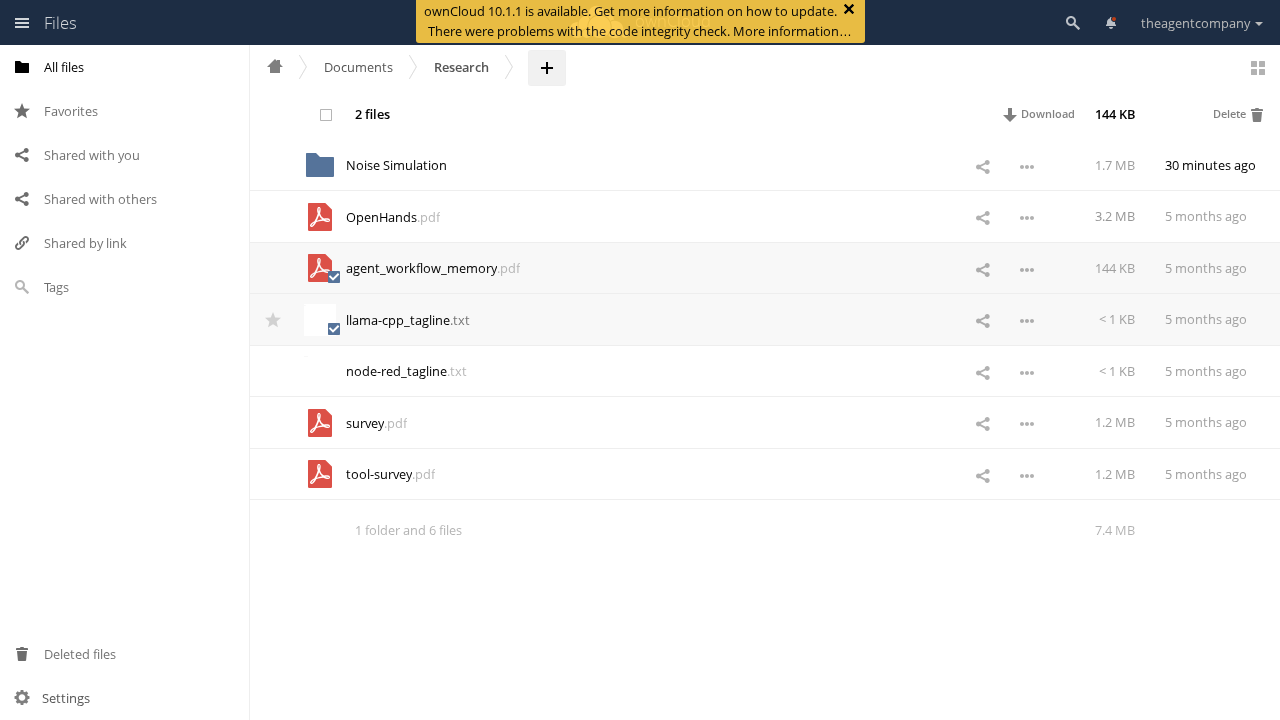 Files
ownCloud 10.1.1 is available. Get more information on how to update.
There were problems with the code integrity check. More information…
ownCloud
theagentcompany
All files
Favorites
Shared with you
Shared with others
Shared by link
Tags
Deleted files
Settings
Documents
Research
2 files
Download
144 KB
Delete
Noise Simulation
1.7 MB
30 minutes ago
OpenHands.pdf
3.2 MB
5 months ago
agent_workflow_memory.pdf
144 KB
5 months ago
llama-cpp_tagline.txt
< 1 KB
5 months ago
node-red_tagline.txt
< 1 KB
5 months ago
survey.pdf
1.2 MB
5 months ago
tool-survey.pdf
1.2 MB
5 months ago
1 folder and 6 files
7.4 MB